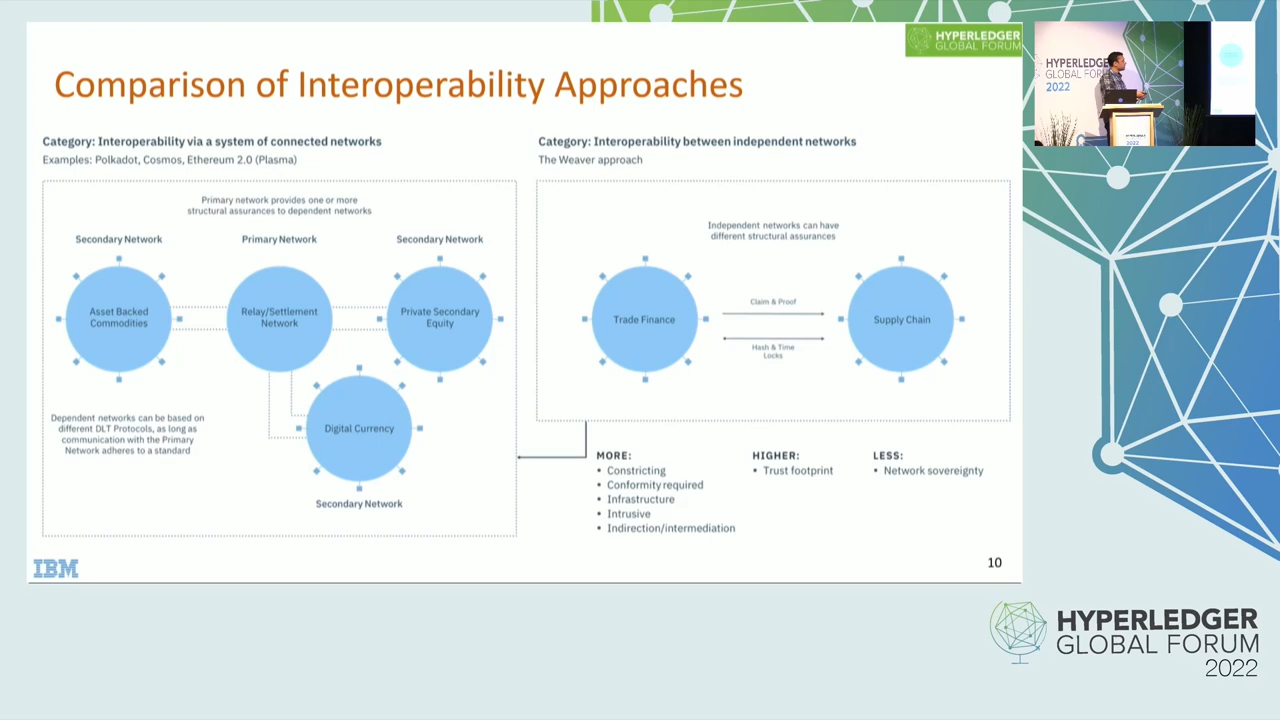 HYPERLEDGER
GLOBAL FORUM
Comparison of Interoperability Approaches
Category: Interoperability via a system of connected networks
Examples: Polkadot, Cosmos, Ethereum 2.0 (Plasma)
Primary network provides one or more
structural assurances to dependent networks
Secondary Network
Primary Network
Secondary Network
Asset Backed
Commodities
Relay/Settlement
Network
Private Secondary
Equity
Digital Currency
Dependent networks can be based on
different DLT Protocols, as long as
communication with the Primary
Network adheres to a standard
Secondary Network
Category: Interoperability between independent networks
The Weaver approach
Independent networks can have
different structural assurances
Trade Finance
Claim & Proof
Hash & Time
Locks
Supply Chain
MORE:
• Constricting
• Conformity required
• Infrastructure
• Intrusive
• Indirection/intermediation
HIGHER:
• Trust footprint
LESS:
• Network sovereignty
IBM
10
HYPERLEDGER
GLOBAL FORUM
2022
HYPERLEDGER
GLOBAL FOR
2022